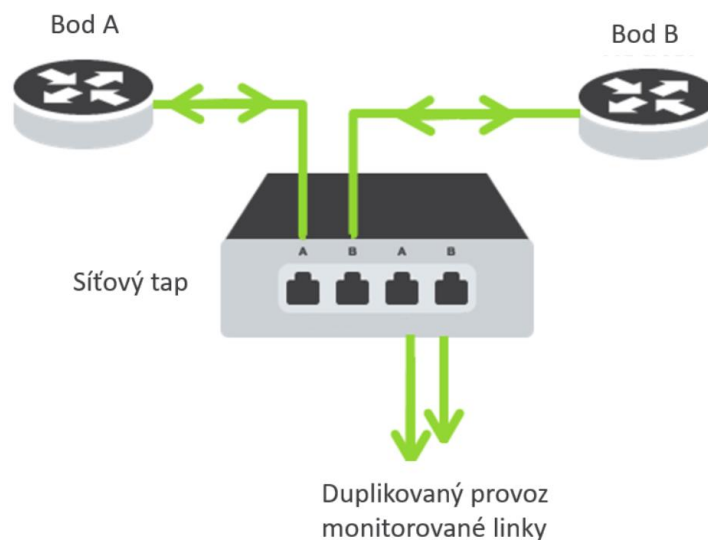 Bod A
Bod B
A B A B
Síťový tap
Duplikovaný provoz
monitorované linky